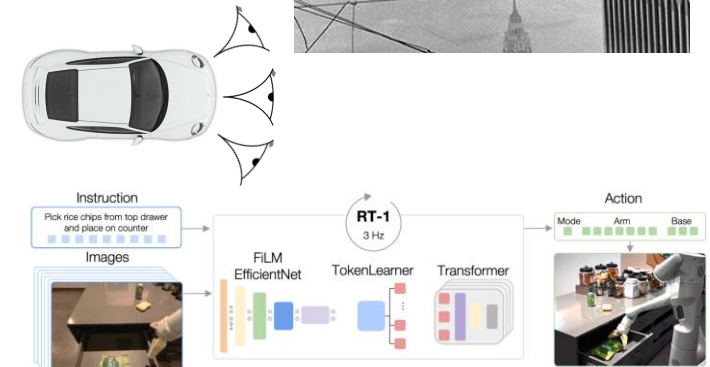 Instruction
Pick rice chips from top drawer
and place on counter
Images
RT-1
3 Hz
FiLM
EfficientNet
TokenLearner
Transformer
Action
Mode Arm Base